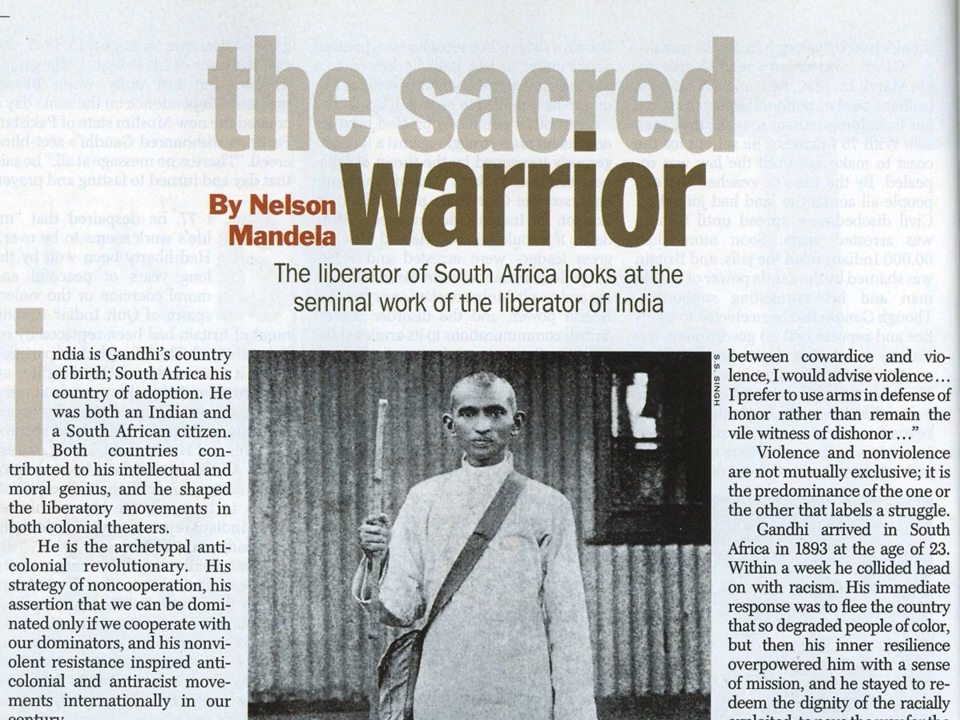 the sacred
warrior
By Nelson
Mandela
The liberator of South Africa looks at the
seminal work of the liberator of India
India is Gandhi's country
of birth; South Africa his
country of adoption. He
was both an Indian and
a South African citizen.
Both countries con-
tributed to his intellectual and
moral genius, and he shaped
the liberatory movements in
both colonial theaters.
He is the archetypal anti-
colonial revolutionary. His
strategy of noncooperation, his
assertion that we can be domi-
nated only if we cooperate with
our dominators, and his nonvi-
olent resistance inspired anti-
colonial and antiracist move-
ments internationally in our
century.
S.S. SINGH
between cowardice and vio-
lence, I would advise violence…
I prefer to use arms in defense of
honor rather than remain the
vile witness of dishonor …”
Violence and nonviolence
are not mutually exclusive; it is
the predominance of the one or
the other that labels a struggle.
Gandhi arrived in South
Africa in 1893 at the age of 23.
Within a week he collided head
on with racism. His immediate
response was to flee the country
that so degraded people of color,
but then his inner resilience
overpowered him with a sense
of mission, and he stayed to re-
deem the dignity of the racially